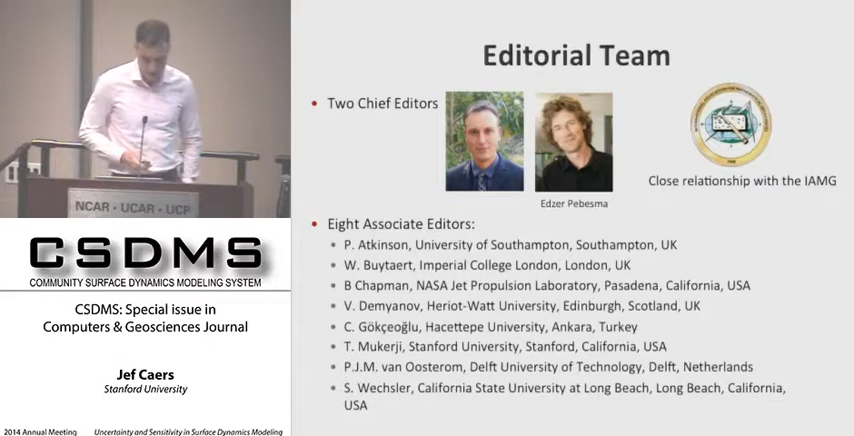 NCAR • UCAR • UCP
CSDMS
COMMUNITY SURFACE DYNAMICS MODELING SYSTEM
CSDMS: Special issue in
Computers & Geosciences Journal
Jef Caers
Stanford University
2014 Annual Meeting Uncertainty and Sensitivity in Surface Dynamics Modeling
Editorial Team
• Two Chief Editors
Edzer Pebesma
Close relationship with the IAMG
• Eight Associate Editors:
• P. Atkinson, University of Southampton, Southampton, UK
• W. Buytaert, Imperial College London, London, UK
• B Chapman, NASA Jet Propulsion Laboratory, Pasadena, California, USA
• V. Demyanov, Heriot-Watt University, Edinburgh, Scotland, UK
• C. Gökçeoğlu, Hacettepe University, Ankara, Turkey
• T. Mukerji, Stanford University, Stanford, California, USA
• P.J.M. van Oosterom, Delft University of Technology, Delft, Netherlands
• S. Wechsler, California State University at Long Beach, Long Beach, California,
USA